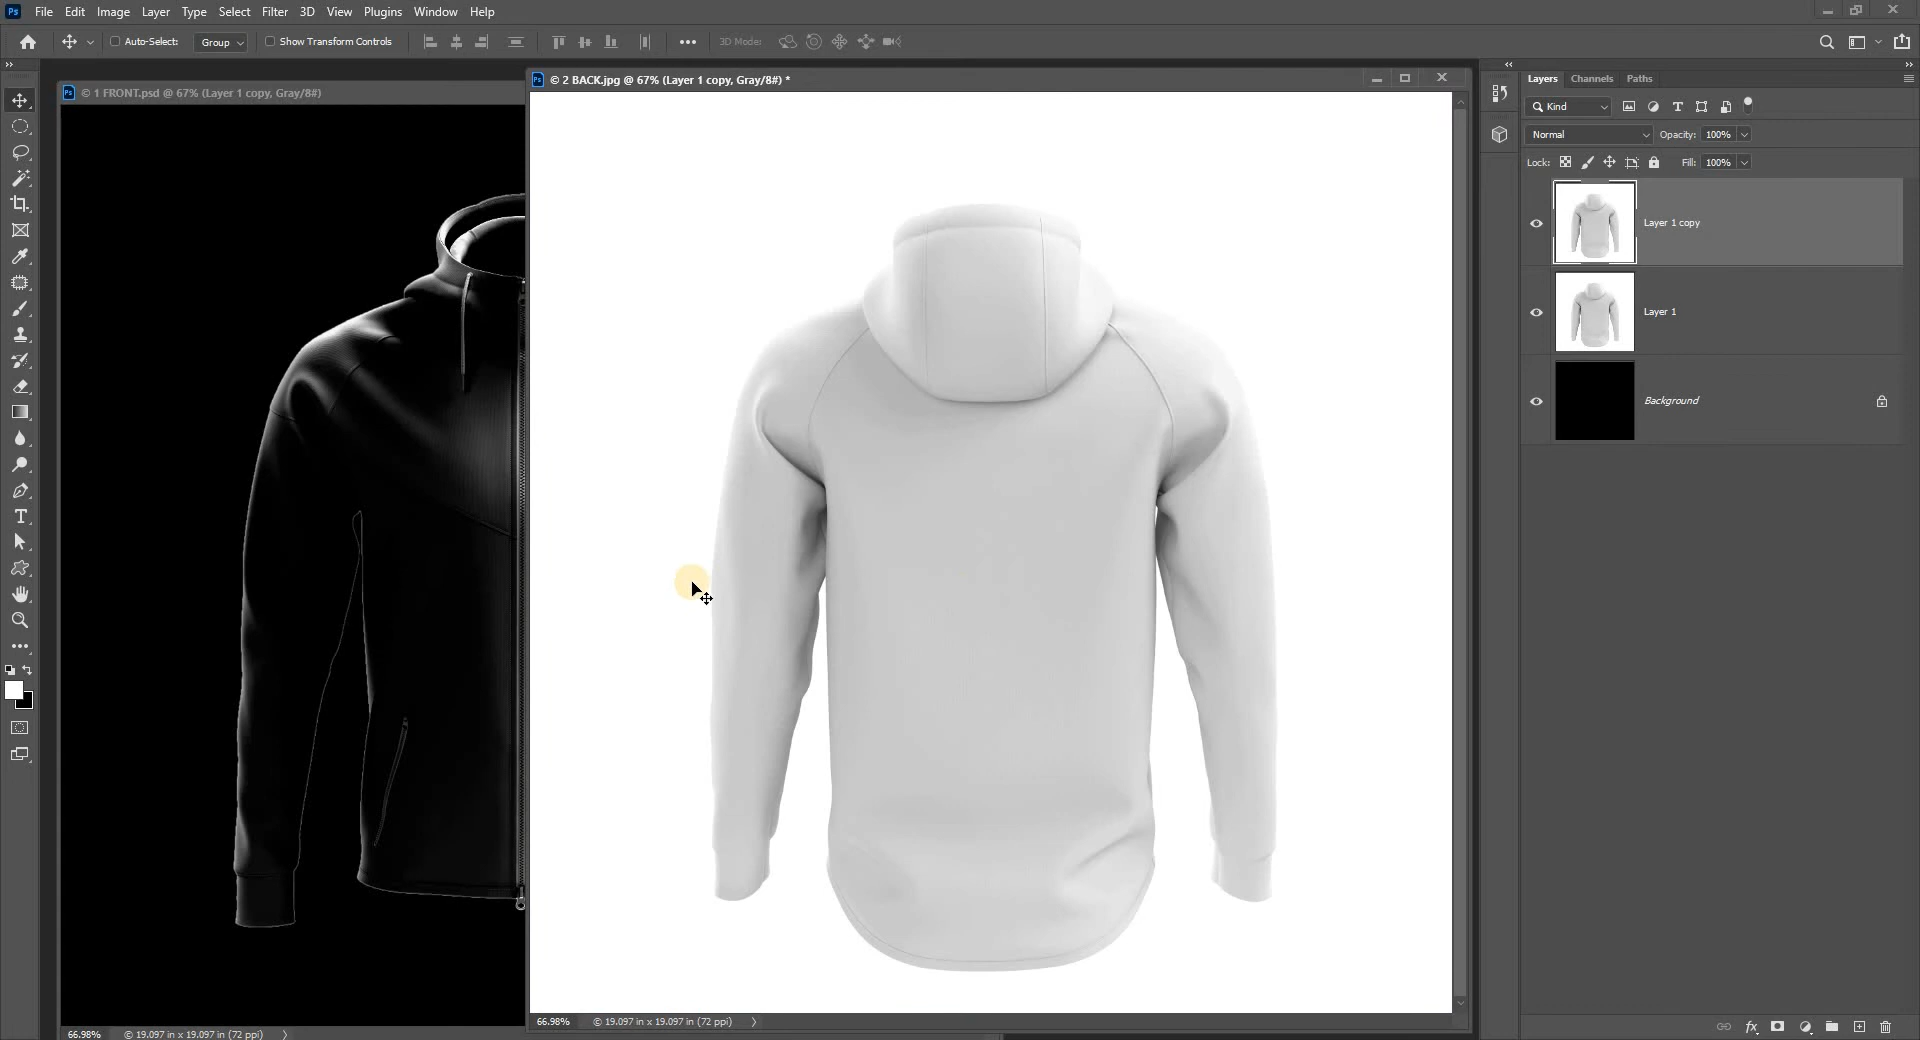 Ps File Edit Image Layer Type Select Filter 3D View Plugins Window Help
Auto-Select: Group Show Transform Controls 3D Mode:
Ps © 1 FRONT.psd @ 67% (Layer 1 copy, Gray/8#)
Ps © 2 BACK.jpg @ 67% (Layer 1 copy, Gray/8#) *
Layers Channels Paths
Kind
Normal Opacity: 100%
Lock: Fill: 100%
Layer 1 copy
Layer 1
Background
66.98% © 19.097 in x 19.097 in (72 ppi)
66.98% © 19.097 in x 19.097 in (72 ppi)